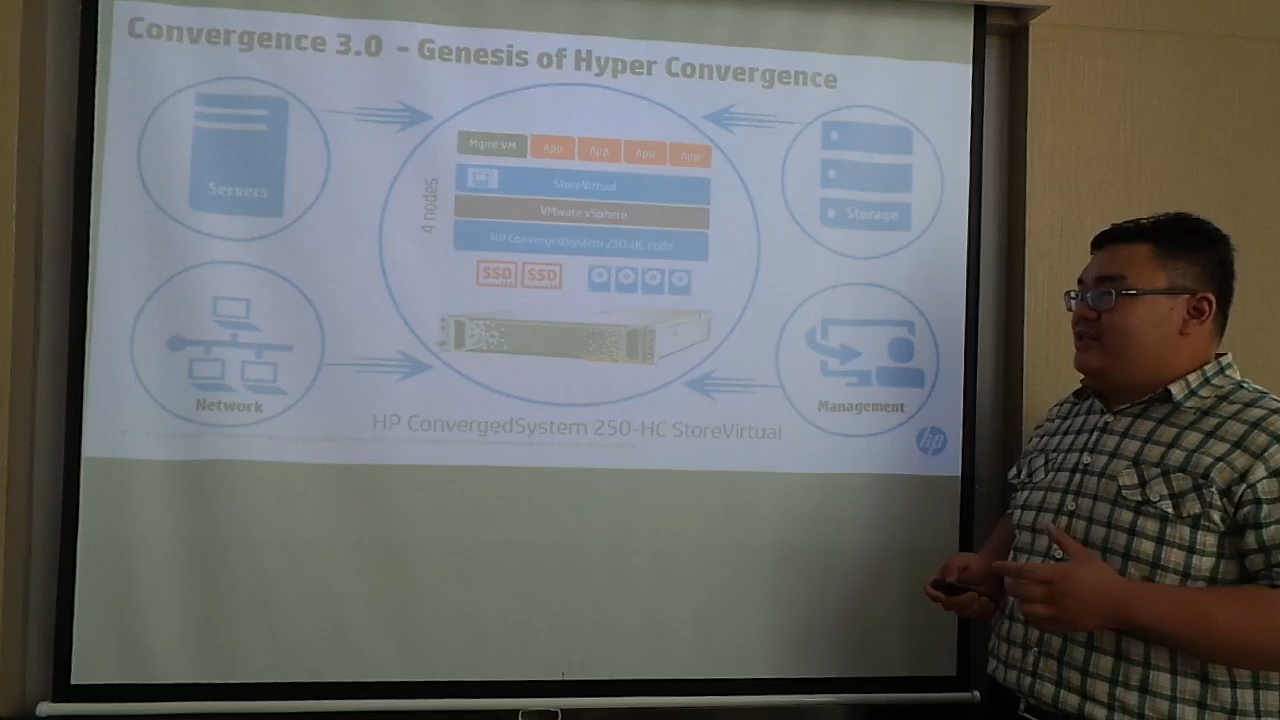 Convergence 3.0 - Genesis of Hyper Convergence
Servers
Network
4 nodes
Mgmt VM App App App App
StoreVirtual
VMware vSphere
HP ConvergedSystem 250-HC node
SSD SSD
Storage
Management
HP ConvergedSystem 250-HC StoreVirtual
hp